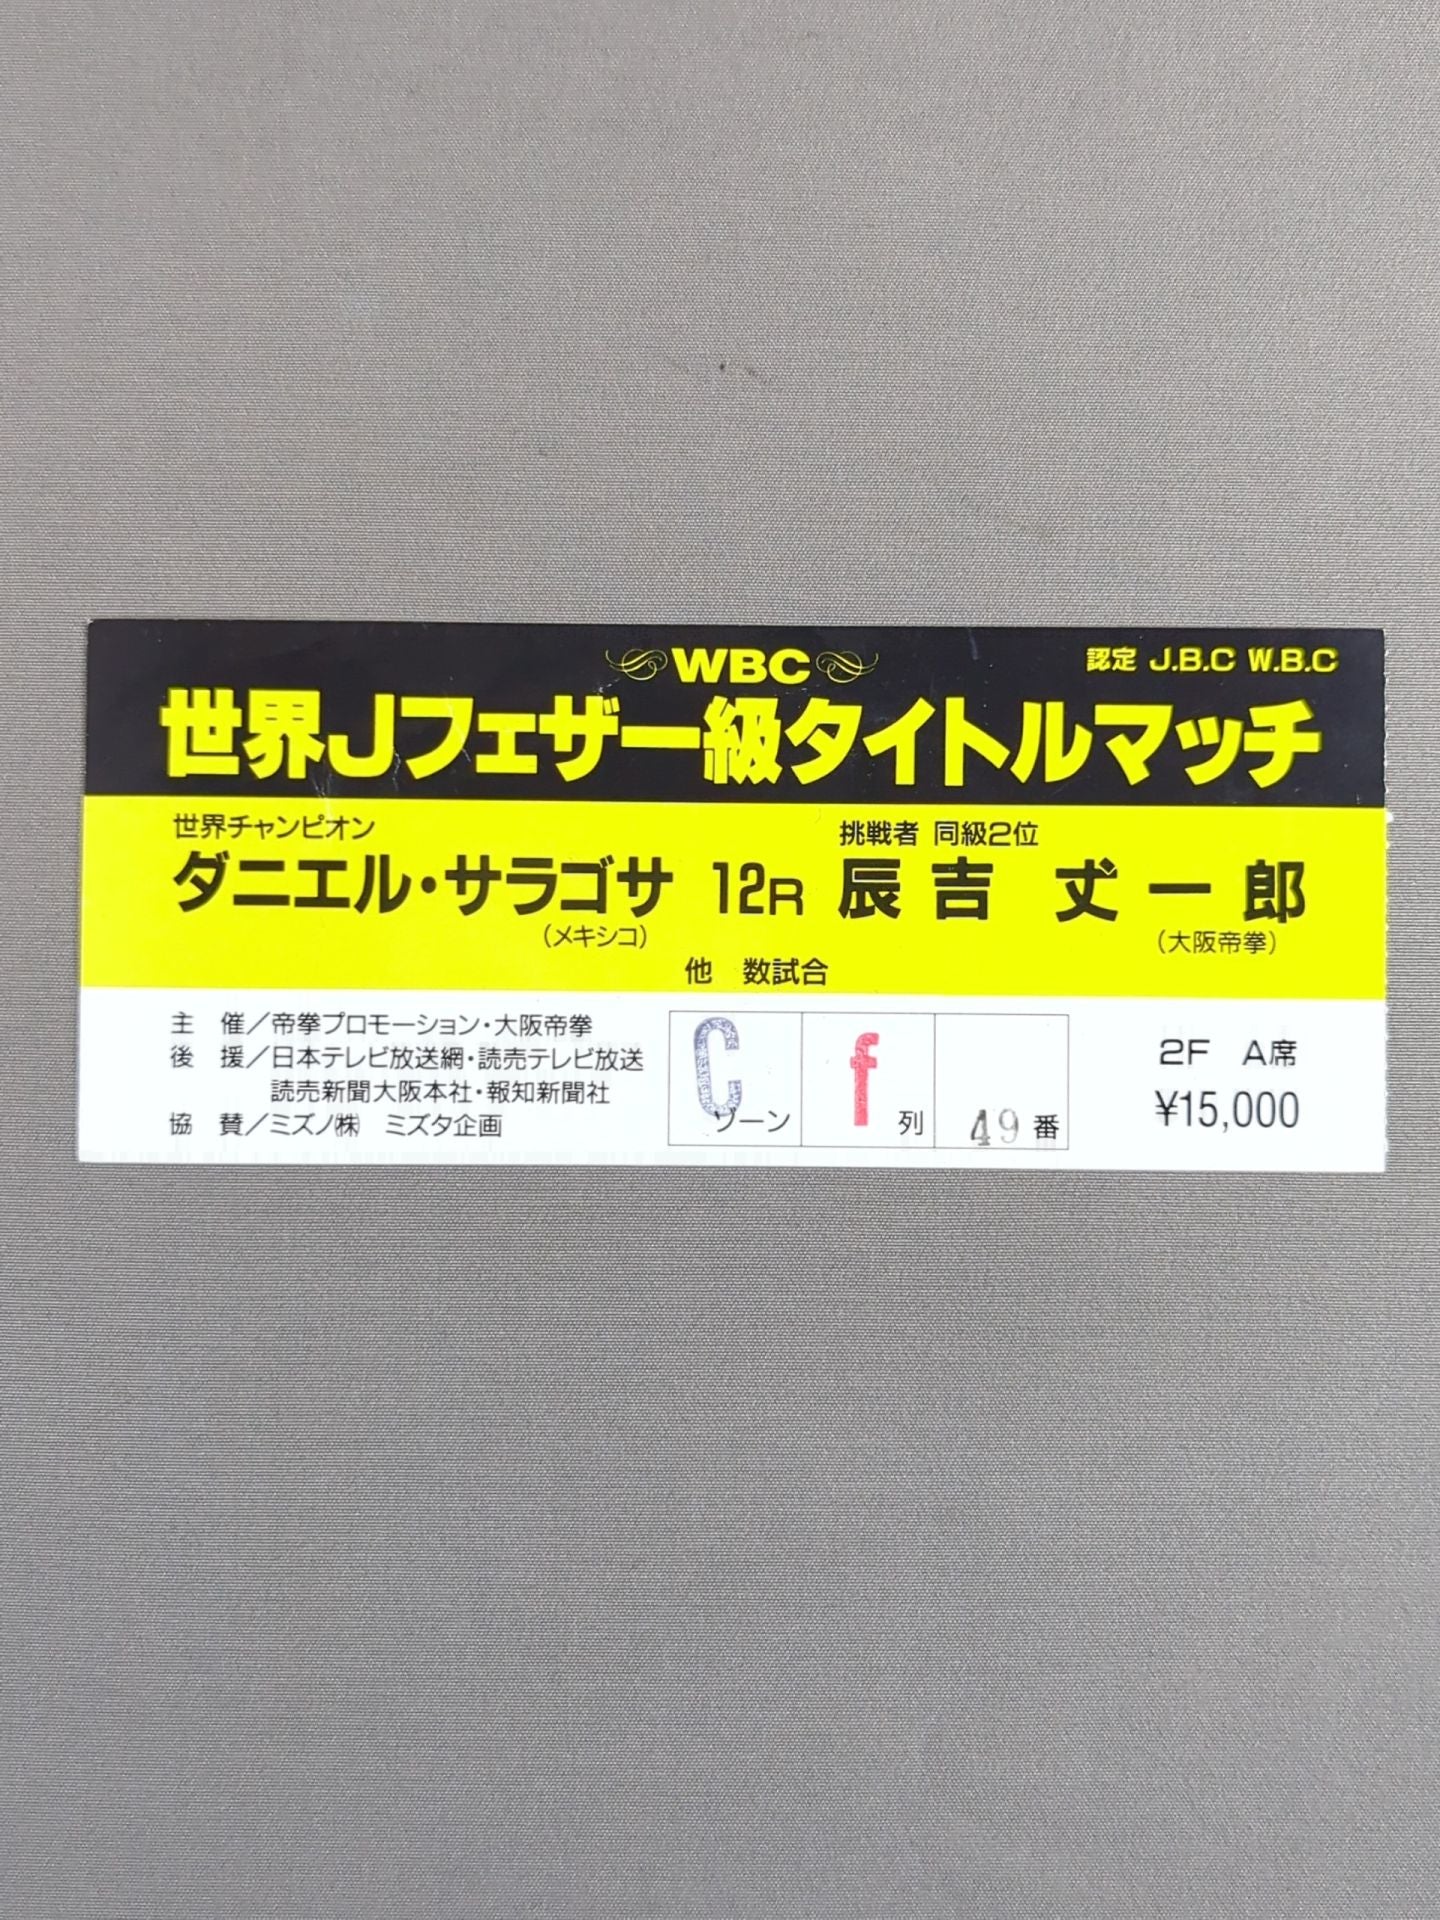 WBC
認定 J.B.C W.B.C
世界Jフェザー級タイトルマッチ
世界チャンピオン
挑戦者 同級2位
ダニエル・サラゴサ 12R 辰吉 丈一郎
(メキシコ)
(大阪帝拳)
他 数試合
主 催/帝拳プロモーション・大阪帝拳
後 援/日本テレビ放送網・読売テレビ放送
読売新聞大阪本社・報知新聞社
協 賛/ミズノ㈱ ミズタ企画
Cゾーン f列 49番
2F A席
¥15,000